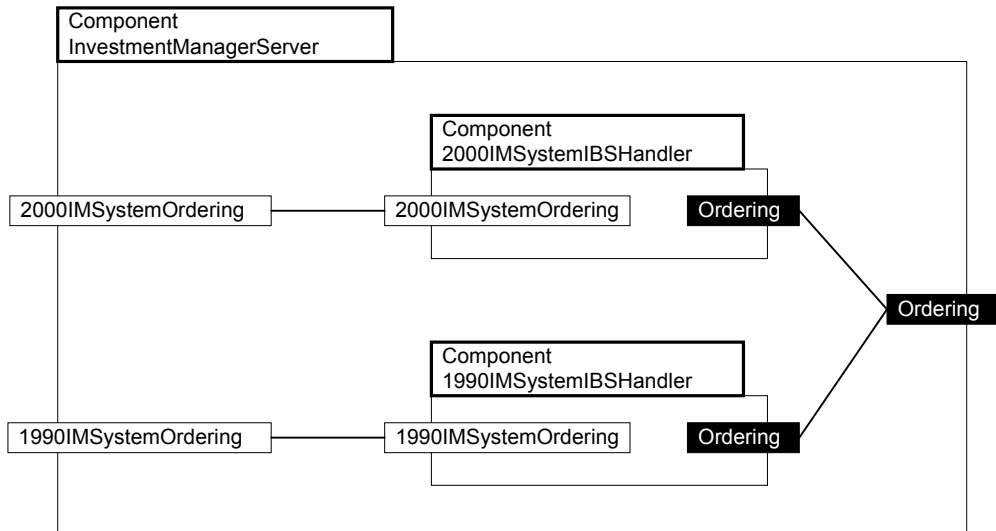 Component
InvestmentManagerServer
Component
2000IMSystemIBSHandler
2000IMSystemOrdering
2000IMSystemOrdering
Ordering
Ordering
Component
1990IMSystemIBSHandler
1990IMSystemOrdering
1990IMSystemOrdering
Ordering